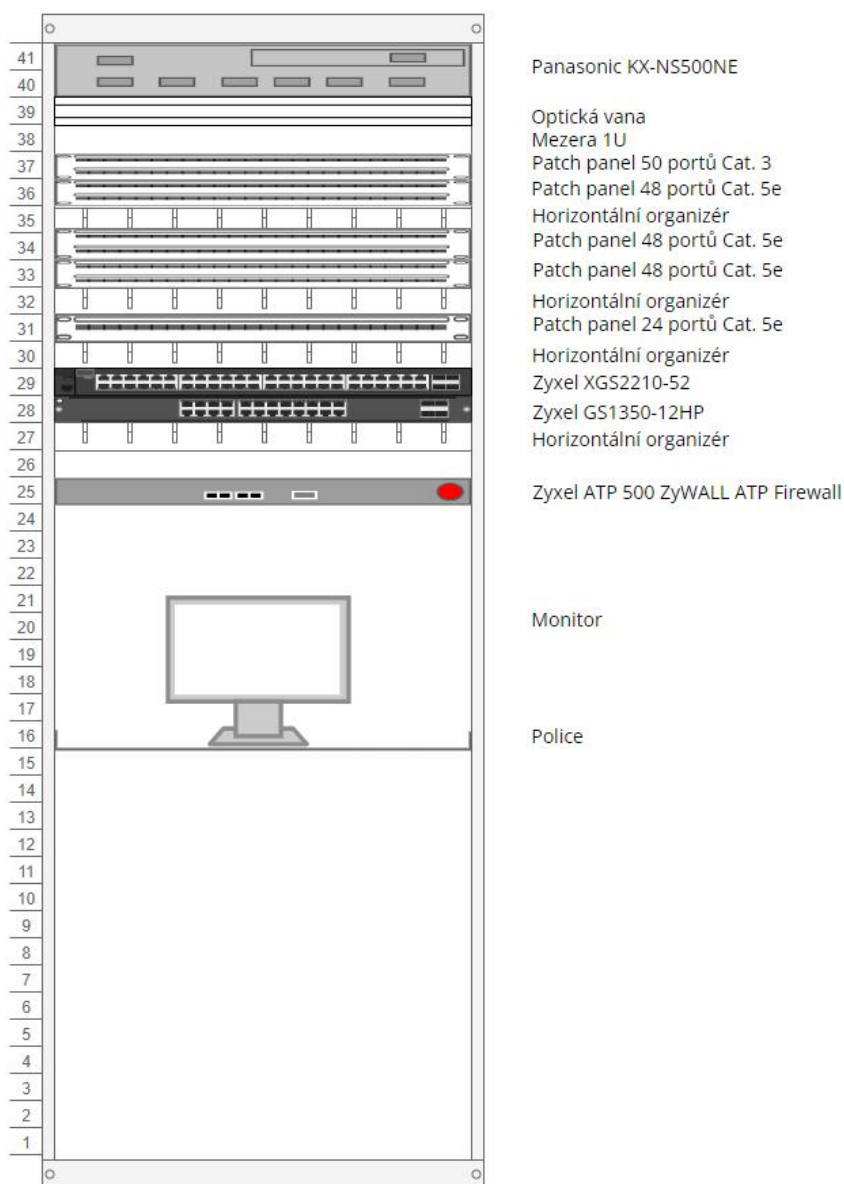 41
Panasonic KX-NS500NE
40
39
Optická vana
38
Mezera 1U
37
Patch panel 50 portů Cat. 3
36
Patch panel 48 portů Cat. 5e
35
Horizontální organizér
34
Patch panel 48 portů Cat. 5e
33
Patch panel 48 portů Cat. 5e
32
Horizontální organizér
31
Patch panel 24 portů Cat. 5e
30
Horizontální organizér
29
Zyxel XGS2210-52
28
Zyxel GS1350-12HP
27
Horizontální organizér
26
25
Zyxel ATP 500 ZyWALL ATP Firewall
24
23
22
21
20
Monitor
19
18
17
16
Police
15
14
13
12
11
10
9
8
7
6
5
4
3
2
1